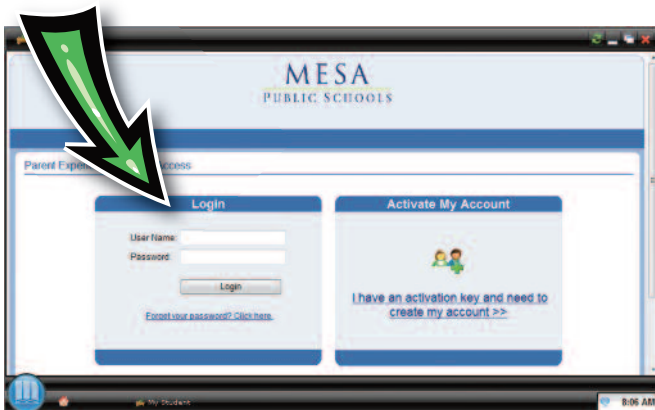 MESA
PUBLIC SCHOOLS
Parent Exper
ccess
Login
User Name:
Password:
Login
Forgot your password? Click here.
Activate My Account
I have an activation key and need to
create my account >>
My Student
8:06 AM